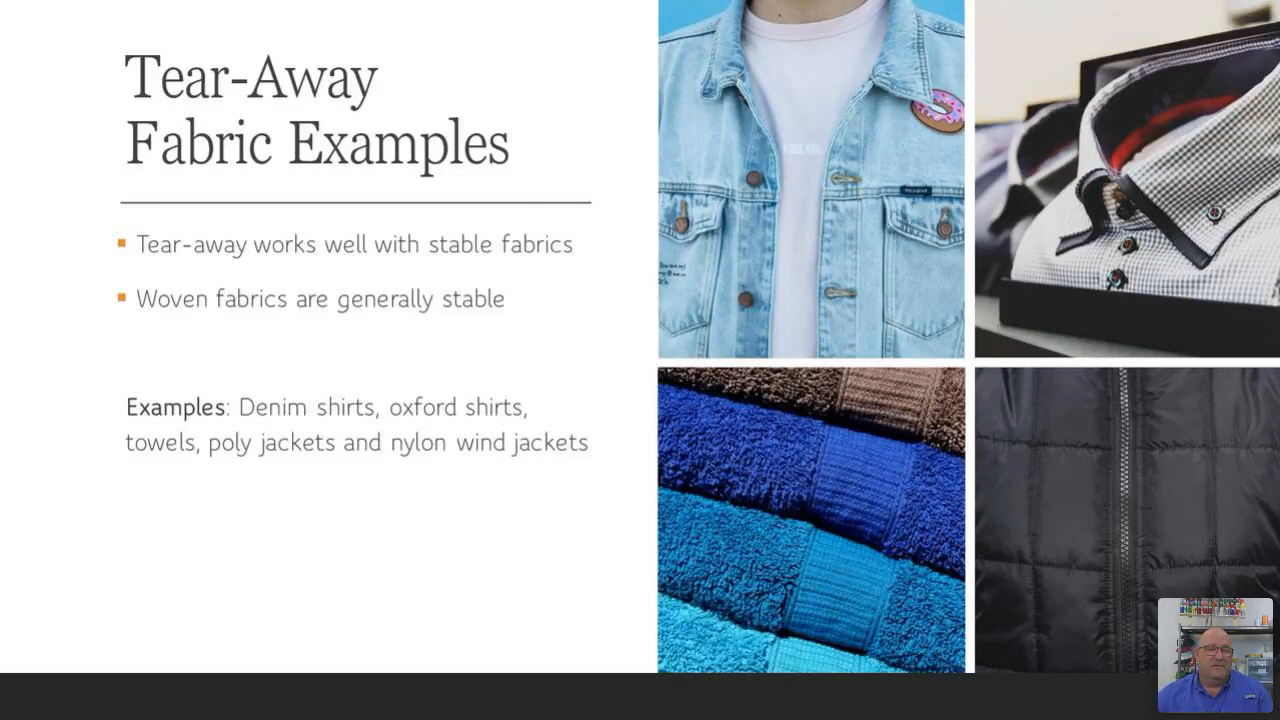 Tear-Away
Fabric Examples
Tear-away works well with stable fabrics
Woven fabrics are generally stable
Examples: Denim shirts, oxford shirts,
towels, poly jackets and nylon wind jackets